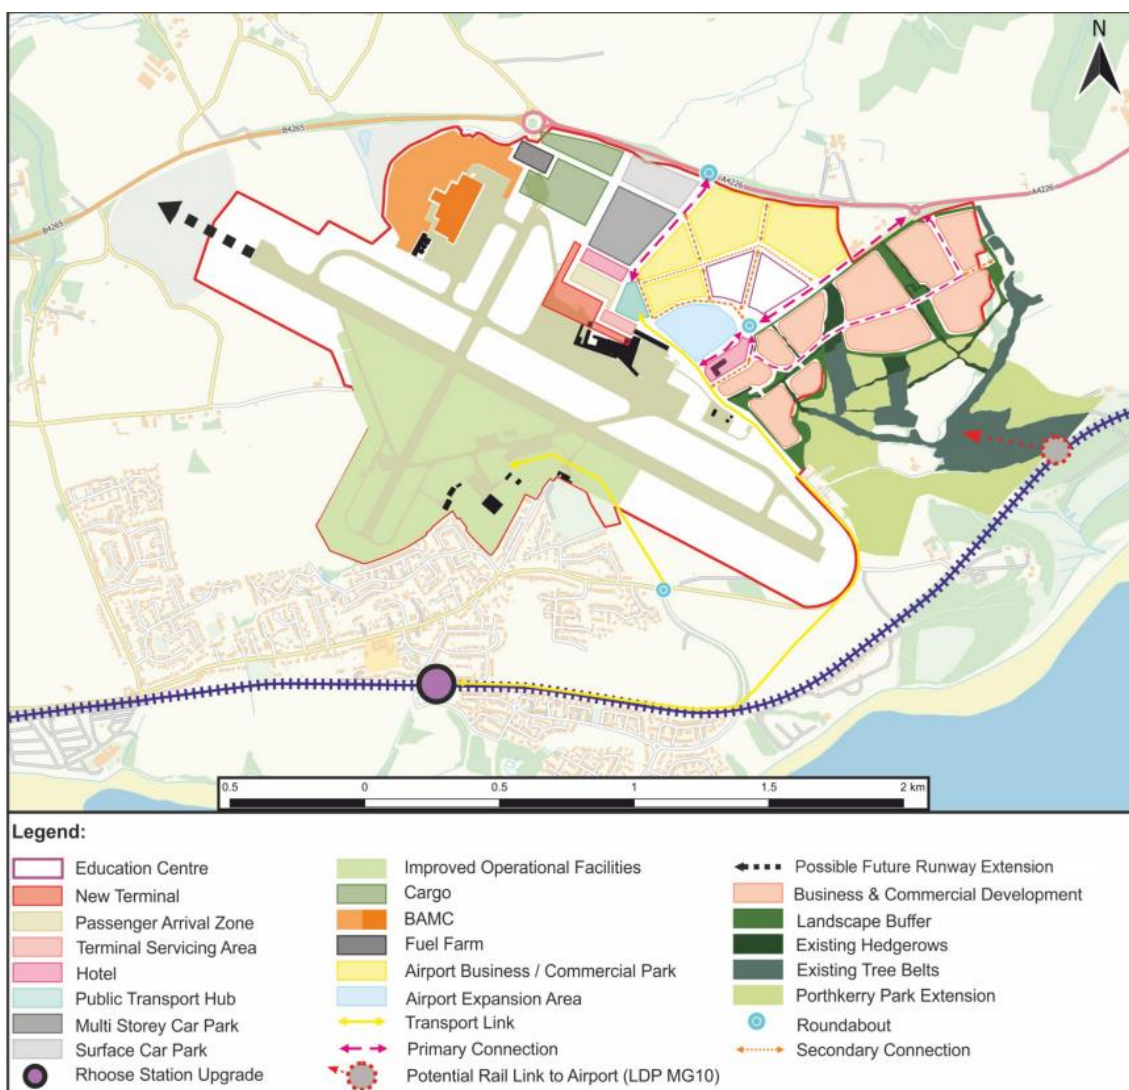 N
B4265
A4226
A4226
B4265
0.5 0 0.5 1 1.5 2 km
Legend:
Education Centre
New Terminal
Passenger Arrival Zone
Terminal Servicing Area
Hotel
Public Transport Hub
Multi Storey Car Park
Surface Car Park
Rhoose Station Upgrade
Improved Operational Facilities
Cargo
BAMC
Fuel Farm
Airport Business / Commercial Park
Airport Expansion Area
Transport Link
Primary Connection
Potential Rail Link to Airport (LDP MG10)
Possible Future Runway Extension
Business & Commercial Development
Landscape Buffer
Existing Hedgerows
Existing Tree Belts
Porthkerry Park Extension
Roundabout
Secondary Connection